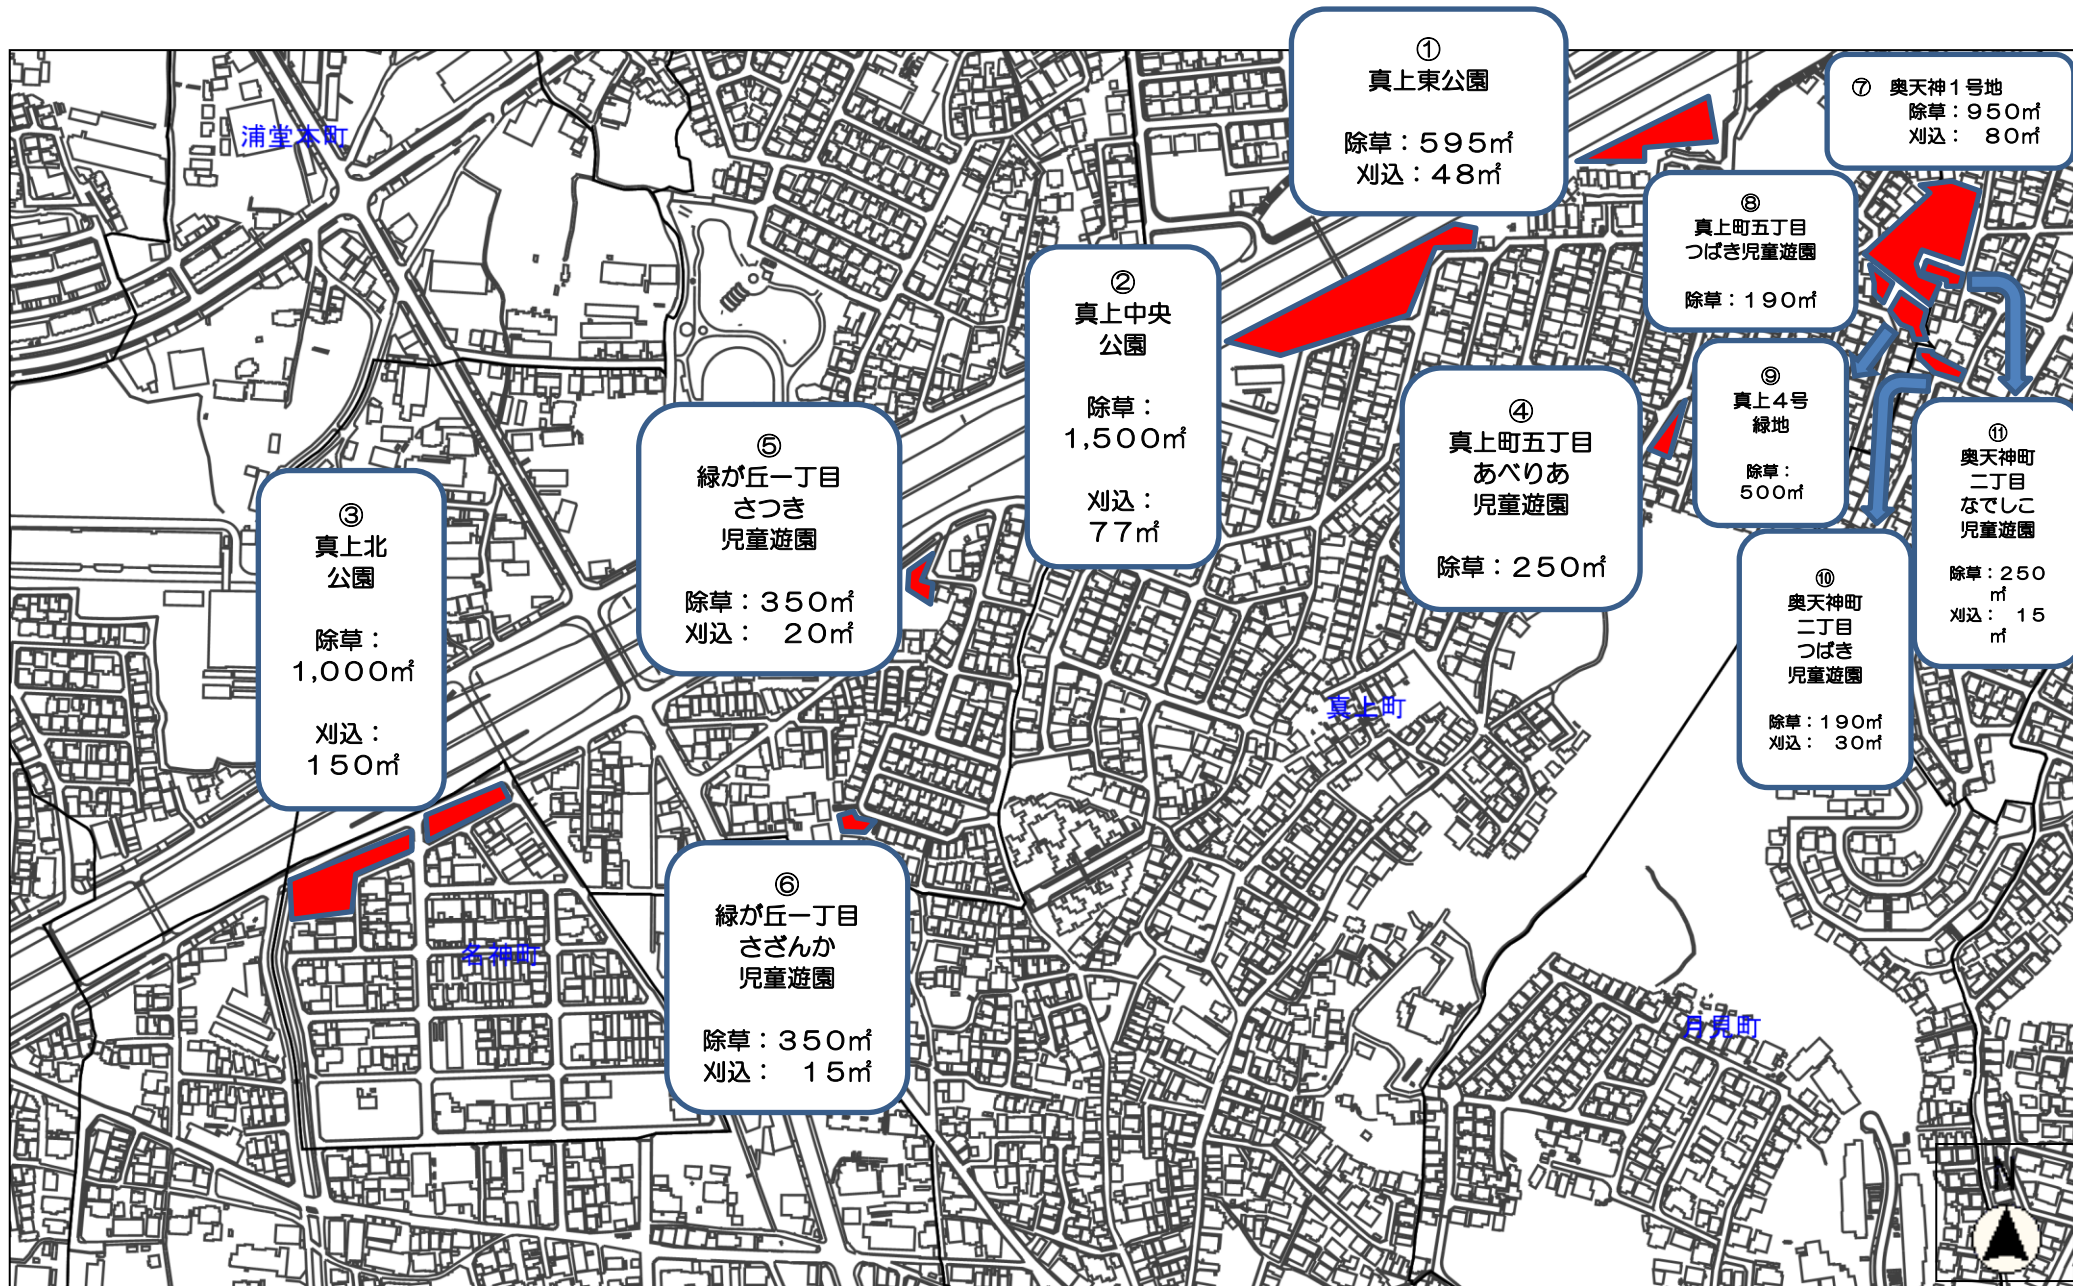 ①
真上東公園
除草：595㎡
刈込：48㎡
⑦ 奥天神1号地
除草：950㎡
刈込： 80㎡
浦堂本町
⑧
真上町五丁目
つばき児童遊園
除草：190㎡
②
真上中央
公園
除草：
1,500㎡
刈込：
77㎡
⑨
真上4号
緑地
除草：
500㎡
④
真上町五丁目
あべりあ
児童遊園
除草：250㎡
⑪
奥天神町
二丁目
なでしこ
児童遊園
除草：250
㎡
刈込： 15
㎡
⑤
緑が丘一丁目
さつき
児童遊園
除草：350㎡
刈込： 20㎡
③
真上北
公園
除草：
1,000㎡
刈込：
150㎡
⑩
奥天神町
二丁目
つばき
児童遊園
除草：190㎡
刈込： 30㎡
真上町
⑥
緑が丘一丁目
さざんか
児童遊園
除草：350㎡
刈込： 15㎡
名神町
月見町
N